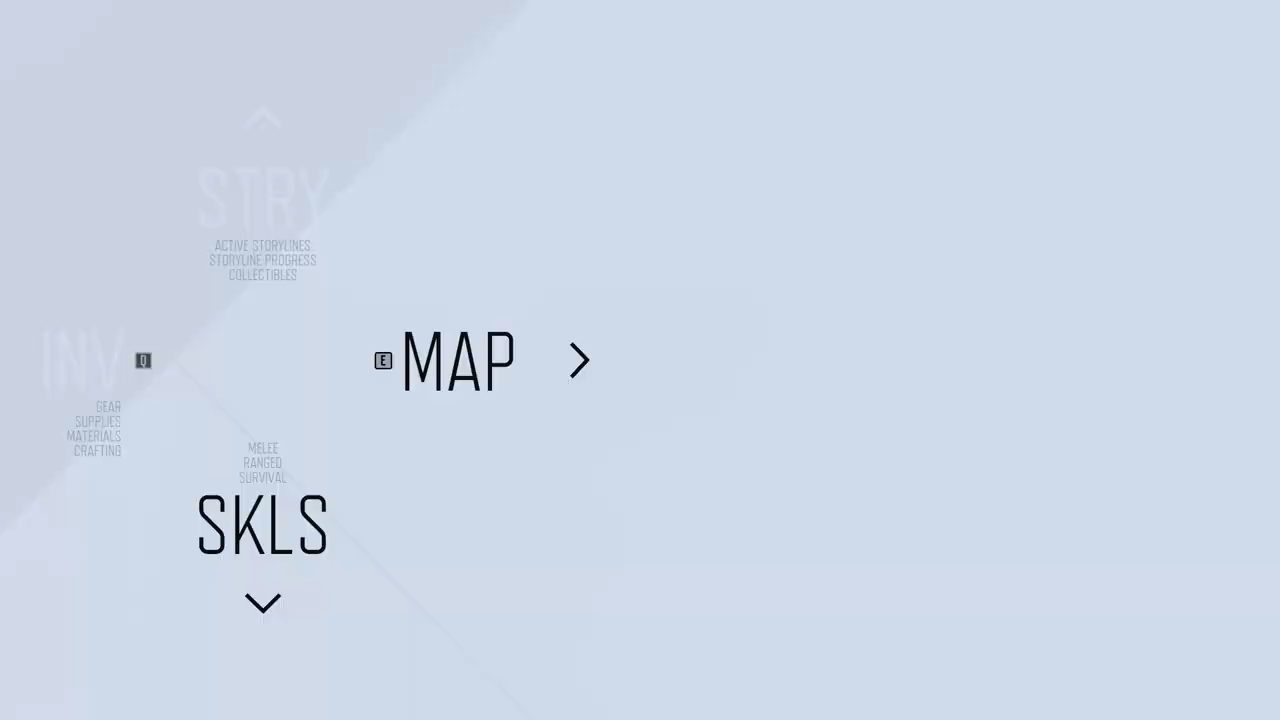 STRY
ACTIVE STORYLINES
STORYLINE PROGRESS
COLLECTIBLES
INV
Q
E
MAP
GEAR
SUPPLIES
MATERIALS
CRAFTING
MELEE
RANGED
SURVIVAL
SKLS